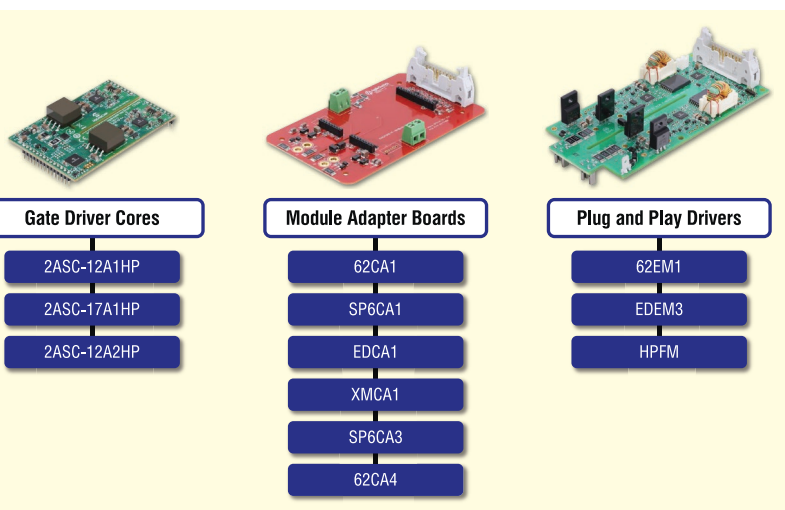 Gate Driver Cores
2ASC-12A1HP
2ASC-17A1HP
2ASC-12A2HP
Module Adapter Boards
62CA1
SP6CA1
EDCA1
XMCA1
SP6CA3
62CA4
Plug and Play Drivers
62EM1
EDEM3
HPFM